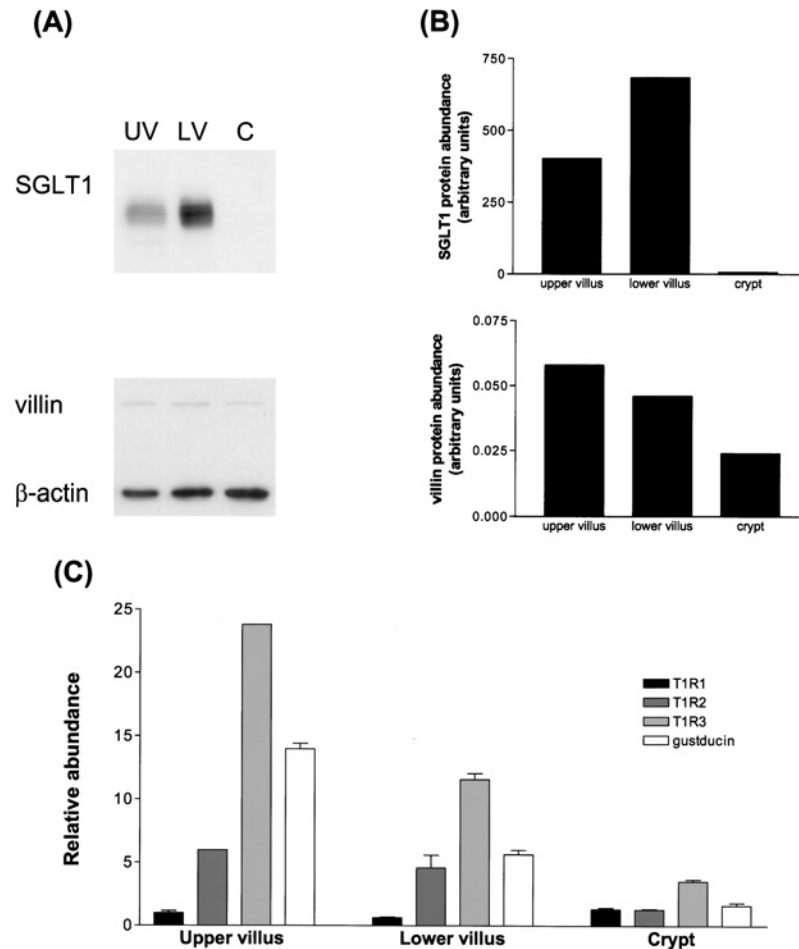 (A)
UV LV C
SGLT1
villin
β-actin
(B)
SGLT1 protein abundance
(arbitrary units)
750
500
250
0
upper villus lower villus crypt
villin protein abundance
(arbitrary units)
0.075
0.050
0.025
0.000
upper villus lower villus crypt
(C)
Relative abundance
25
20
15
10
5
0
T1R1
T1R2
T1R3
gustducin
Upper villus Lower villus Crypt